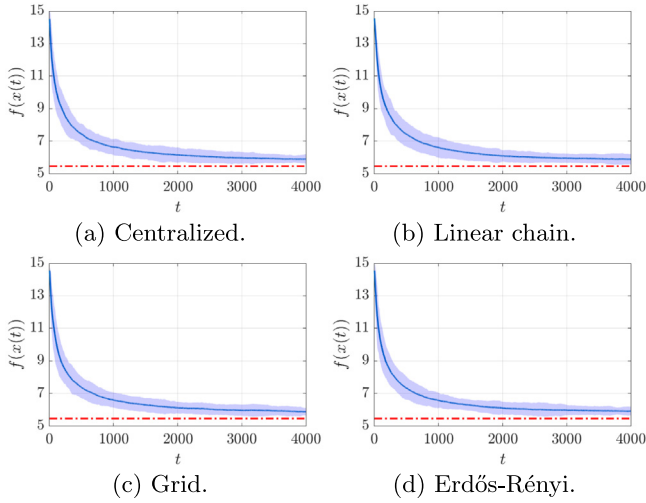 15
13
11
9
7
5
f(x(t))
0 1000 2000 3000 4000
t
(a) Centralized.
15
13
11
9
7
5
f(x(t))
0 1000 2000 3000 4000
t
(b) Linear chain.
15
13
11
9
7
5
f(x(t))
0 1000 2000 3000 4000
t
(c) Grid.
15
13
11
9
7
5
f(x(t))
0 1000 2000 3000 4000
t
(d) Erdős-Rényi.